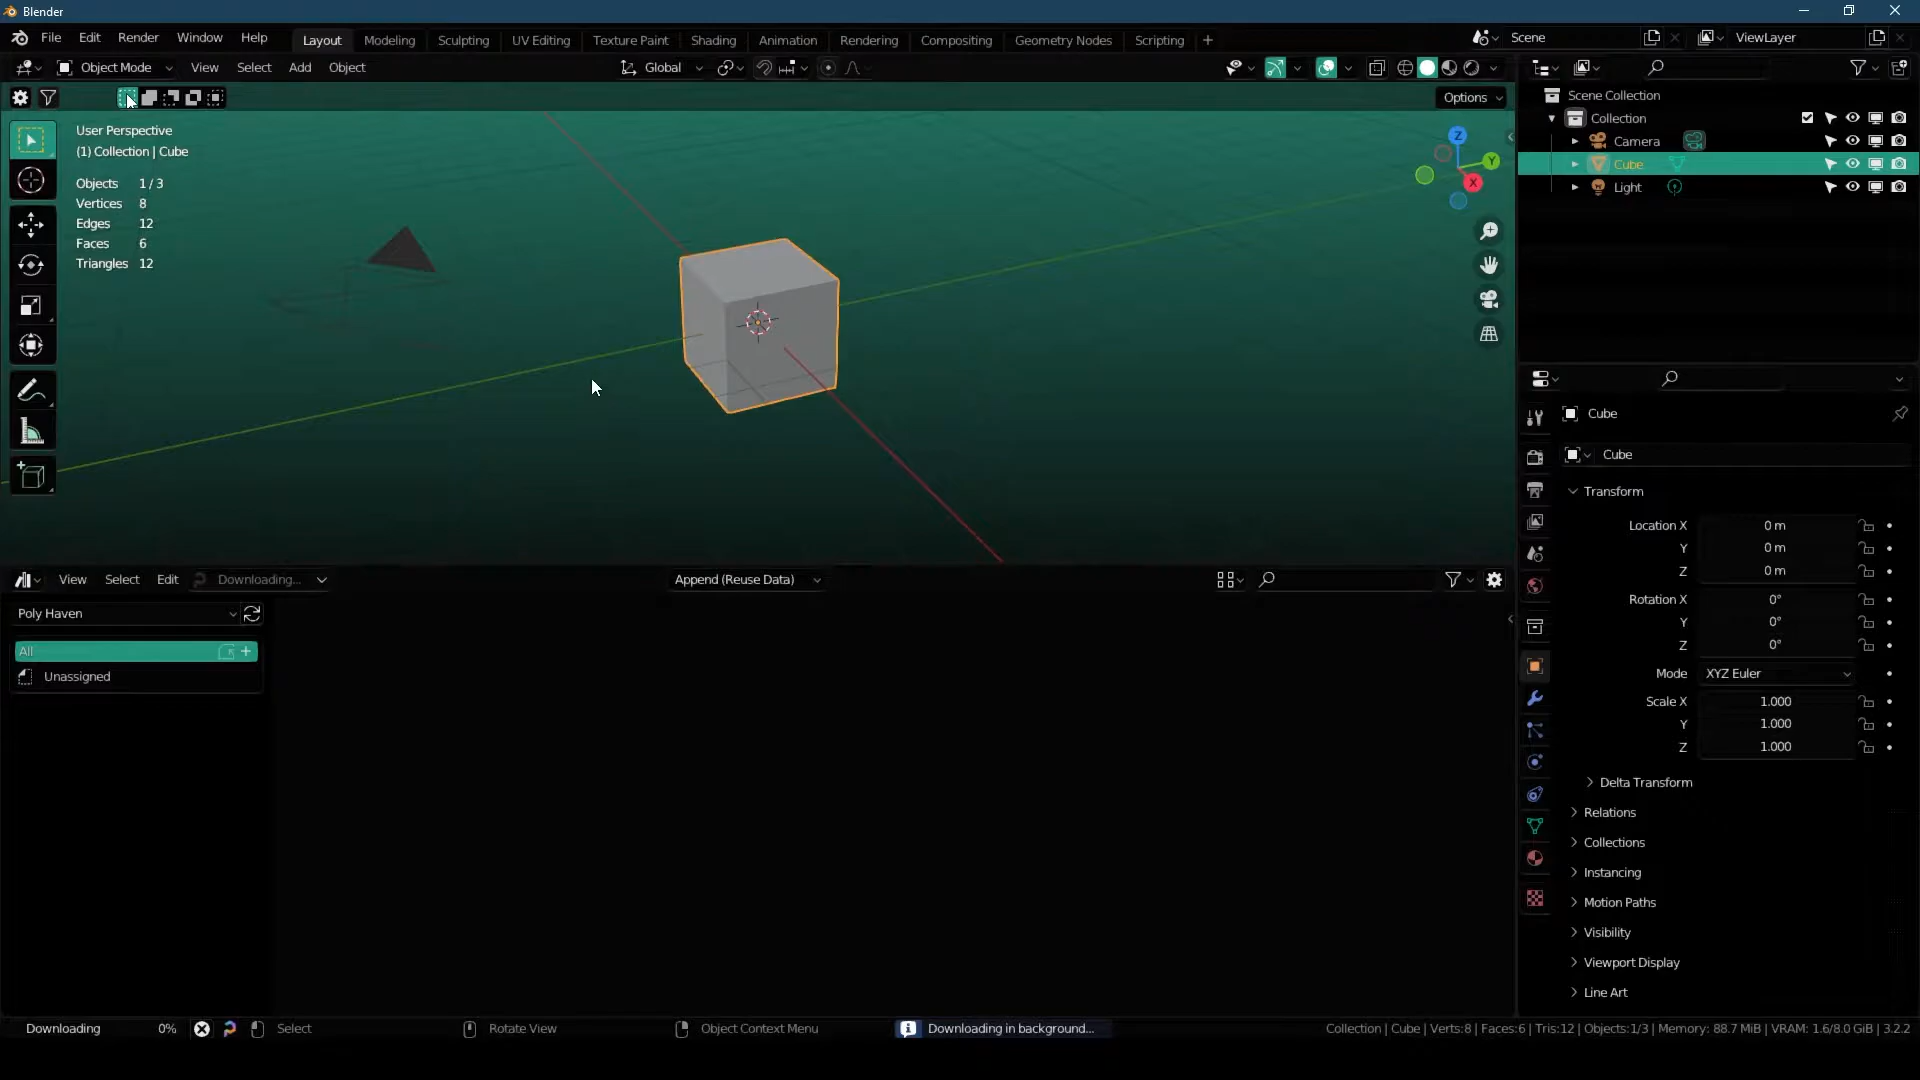 Blender
File Edit Render Window Help Layout Modeling Sculpting UV Editing Texture Paint Shading Animation Rendering Compositing Geometry Nodes Scripting + Scene ViewLayer
Object Mode View Select Add Object Global
Options
User Perspective
(1) Collection | Cube
Objects 1 / 3
Vertices 8
Edges 12
Faces 6
Triangles 12
Z
Y
X
Scene Collection
Collection
Camera
Cube
Light
Cube
Cube
Transform
Location X 0 m
Y 0 m
Z 0 m
Rotation X 0°
Y 0°
Z 0°
Mode XYZ Euler
Scale X 1.000
Y 1.000
Z 1.000
Delta Transform
Relations
Collections
Instancing
Motion Paths
Visibility
Viewport Display
Line Art
View Select Edit Downloading... Append (Reuse Data)
Poly Haven
All +
Unassigned
Downloading 0% Select Rotate View Object Context Menu Downloading in background... Collection | Cube | Verts:8 | Faces:6 | Tris:12 | Objects:1/3 | Memory: 88.7 MiB | VRAM: 1.6/8.0 GiB | 3.2.2